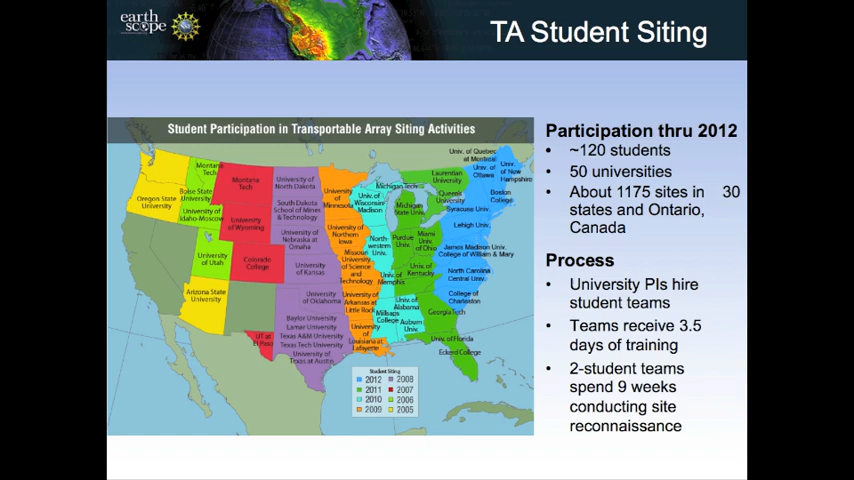 earth
scope
TA Student Siting
Student Participation in Transportable Array Siting Activities
Univ. of Quebec
at Montreal
Univ. of
Ottawa
Univ.
of New
Hampshire
Laurentian
University
Montana
Tech
Montana
Tech
University of
North Dakota
University
of
Minnesota
Michigan Tech
Queen's
University
Boston
College
Oregon State
University
Boise State
University
Univ. of
Wisconsin
Madison
Michigan
State
Univ.
Syracuse Univ.
South Dakota
School of Mines
& Technology
University of
Idaho-Moscow
University
of Wyoming
University of
Northern
Iowa
Lehigh Univ.
University of
Nebraska at
Omaha
North-
western
Univ.
Purdue
Univ.
Miami
Univ.
of Ohio
James Madison Univ.
College of William & Mary
University
of Utah
Colorado
College
University
of Kansas
Missouri
University
of Science
and
Technology
Univ. of
Kentucky
North Carolina
Central Univ.
Univ. of
Memphis
Arizona State
University
University
of Oklahoma
University of
Arkansas at
Little Rock
Univ. of
Alabama
College of
Charleston
Millsaps
College
Auburn
Univ.
Georgia Tech
Baylor University
Lamar University
Texas A&M University
Texas Tech University
University of
Texas at Austin
UT at
El Paso
University
of
Louisiana at
Lafayette
Univ. of Florida
Eckerd College
Student Siting
2012 2008
2011 2007
2010 2006
2009 2005
Participation thru 2012
• ~120 students
• 50 universities
• About 1175 sites in 30
states and Ontario,
Canada
Process
• University PIs hire
student teams
• Teams receive 3.5
days of training
• 2-student teams
spend 9 weeks
conducting site
reconnaissance